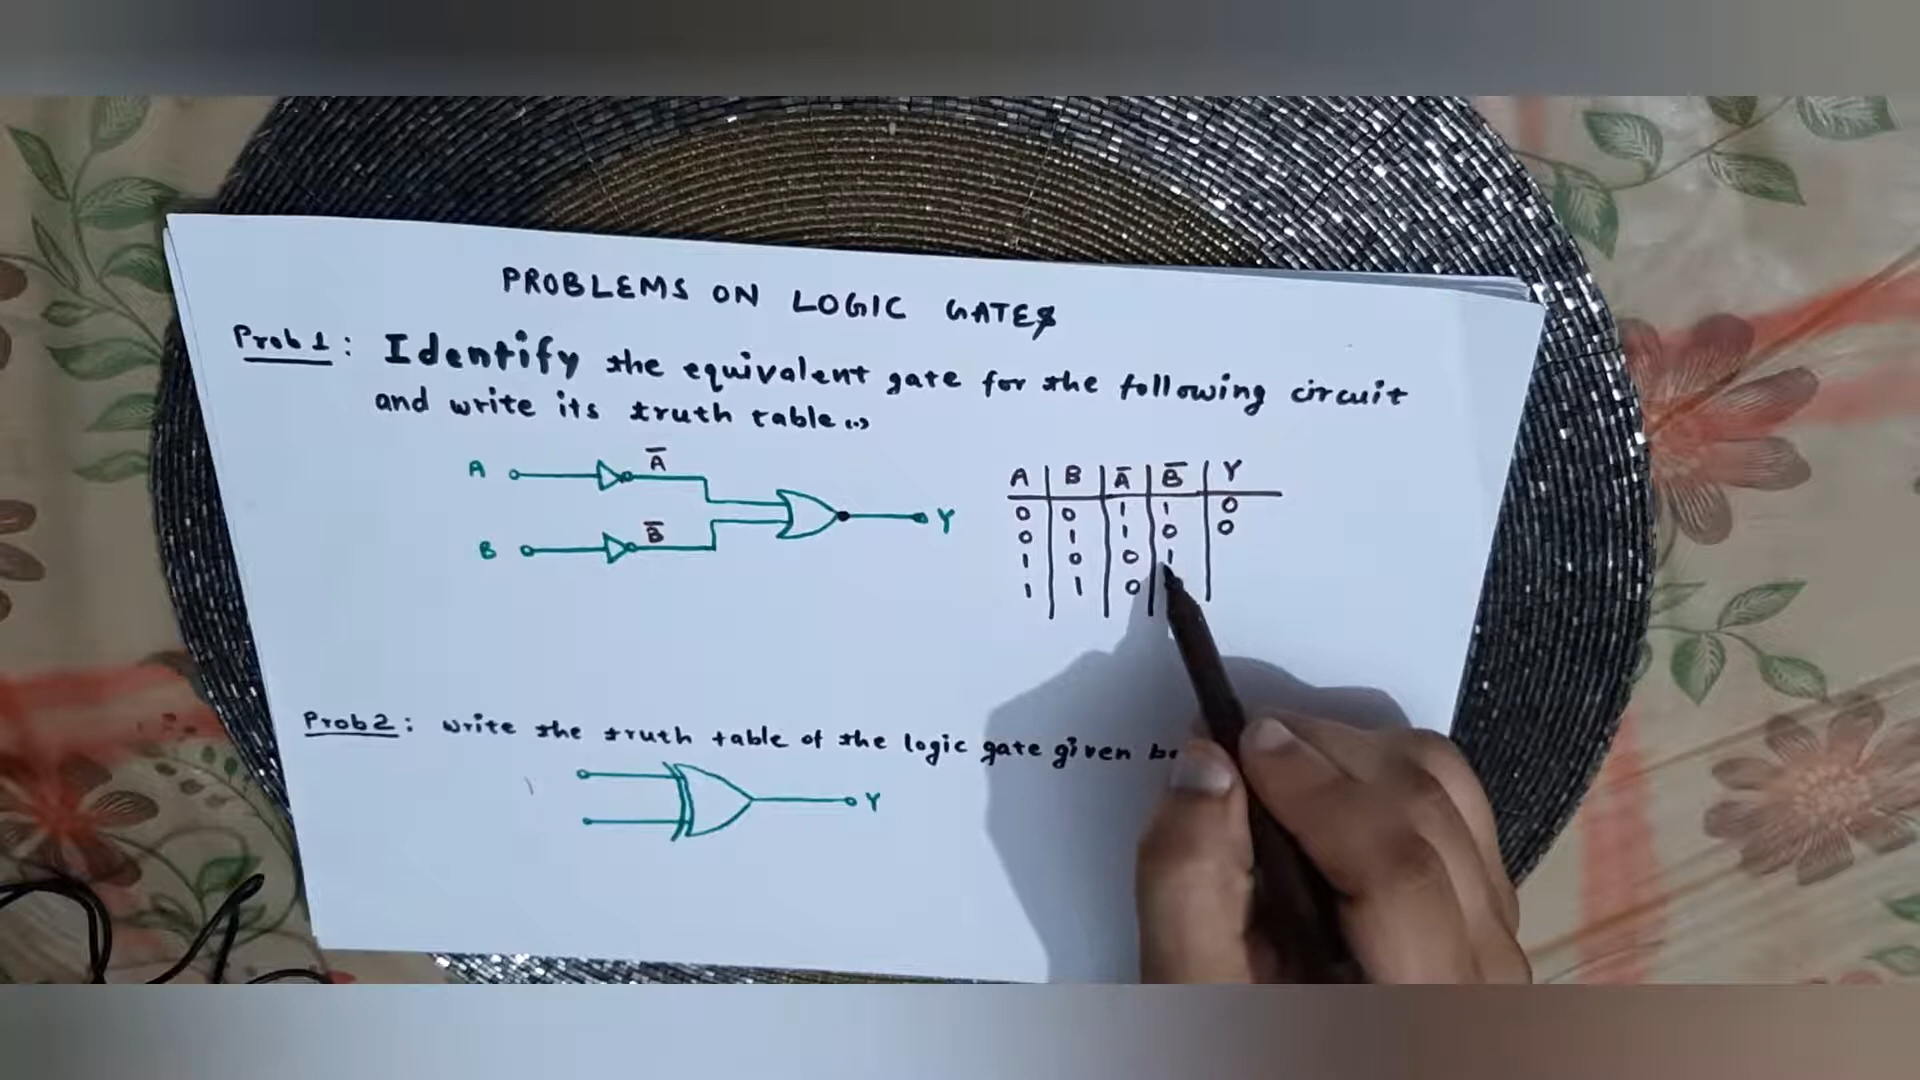 PROBLEMS ON LOGIC GATES
Prob 1: Identify the equivalent gate for the following circuit
and write its truth table..,
A
Ā
B
B̄
Y
A B Ā B̄ Y
0 0 1 1 0
0 1 1 0 0
1 0 0 1
1 1 0
Prob 2: Write the truth table of the logic gate given
Y